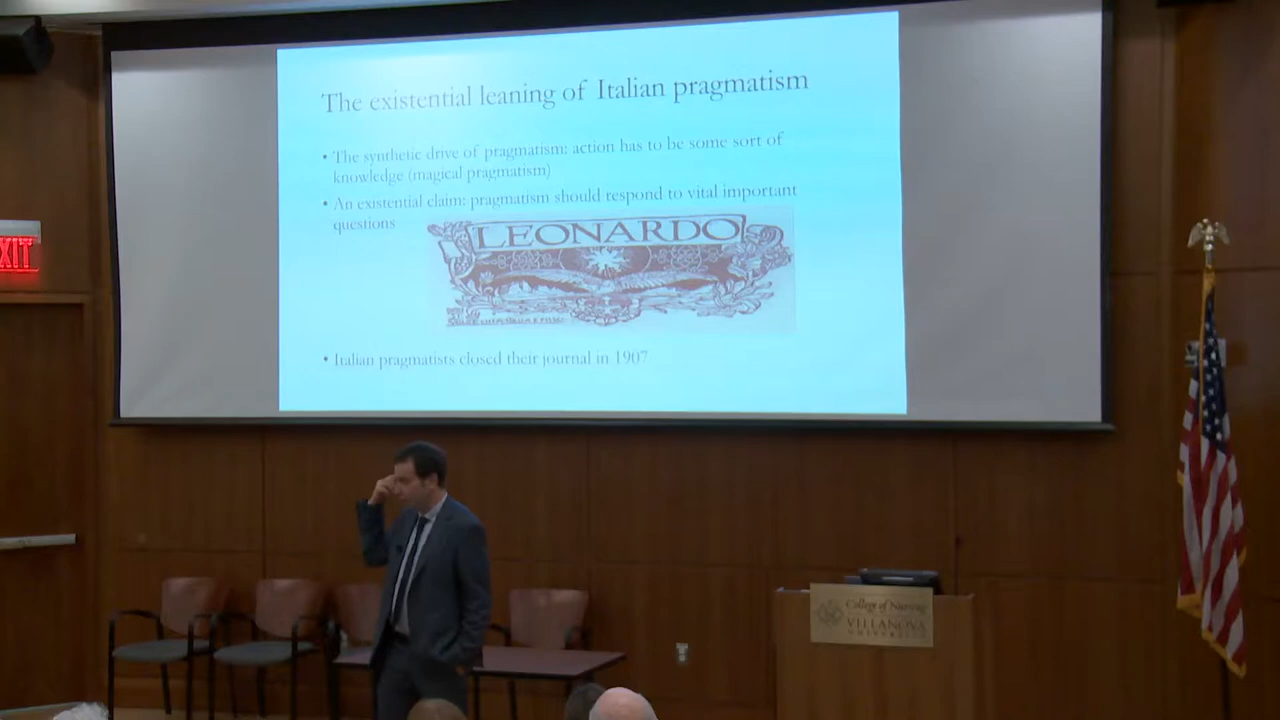 The existential leaning of Italian pragmatism
• The synthetic drive of pragmatism: action has to be some sort of
knowledge (magical pragmatism)
• An existential claim: pragmatism should respond to vital important
questions
LEONARDO
• Italian pragmatists closed their journal in 1907
EXIT
College of Nursing
VILLANOVA
UNIVERSITY